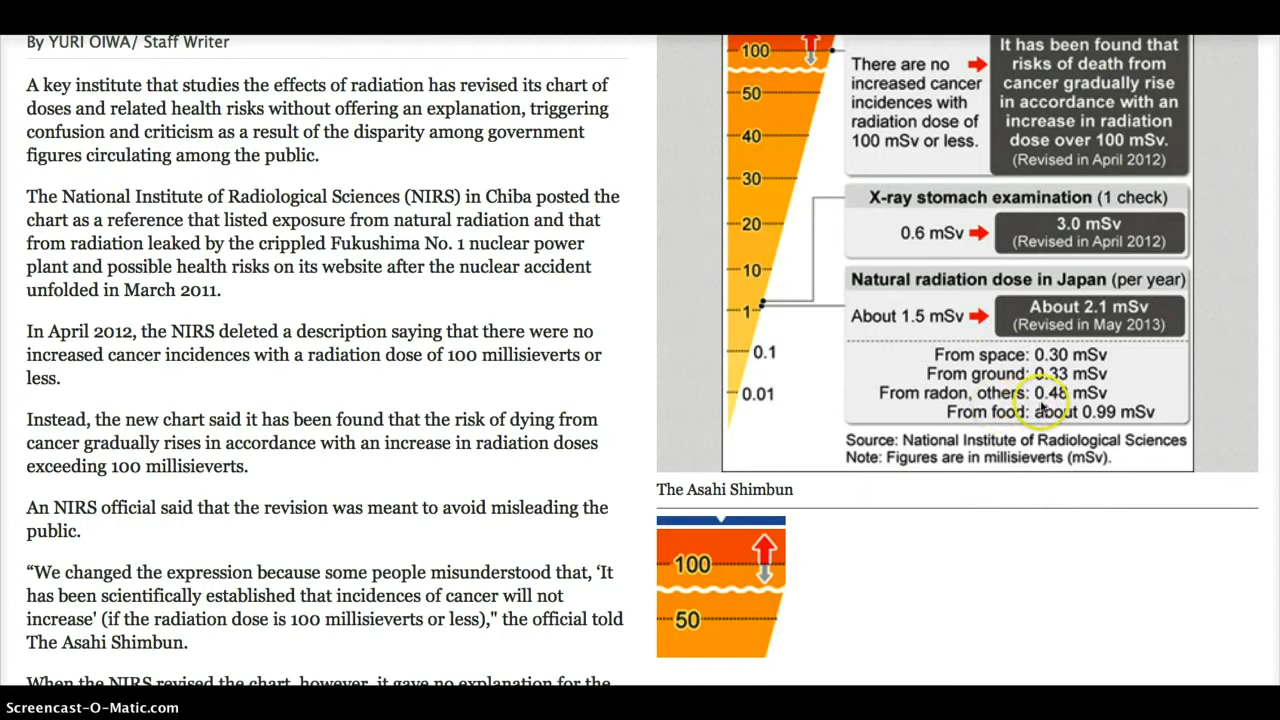 By YURI OIWA/ Staff Writer
A key institute that studies the effects of radiation has revised its chart of
doses and related health risks without offering an explanation, triggering
confusion and criticism as a result of the disparity among government
figures circulating among the public.
The National Institute of Radiological Sciences (NIRS) in Chiba posted the
chart as a reference that listed exposure from natural radiation and that
from radiation leaked by the crippled Fukushima No. 1 nuclear power
plant and possible health risks on its website after the nuclear accident
unfolded in March 2011.
In April 2012, the NIRS deleted a description saying that there were no
increased cancer incidences with a radiation dose of 100 millisieverts or
less.
Instead, the new chart said it has been found that the risk of dying from
cancer gradually rises in accordance with an increase in radiation doses
exceeding 100 millisieverts.
An NIRS official said that the revision was meant to avoid misleading the
public.
“We changed the expression because some people misunderstood that, ‘It
has been scientifically established that incidences of cancer will not
increase' (if the radiation dose is 100 millisieverts or less)," the official told
The Asahi Shimbun.
When the NIRS revised the chart, however, it gave no explanation for the
100
50
40
30
20
10
1
0.1
0.01
There are no
increased cancer
incidences with
radiation dose of
100 mSv or less.
It has been found that
risks of death from
cancer gradually rise
in accordance with an
increase in radiation
dose over 100 mSv.
(Revised in April 2012)
X-ray stomach examination (1 check)
0.6 mSv
3.0 mSv
(Revised in April 2012)
Natural radiation dose in Japan (per year)
About 1.5 mSv
About 2.1 mSv
(Revised in May 2013)
From space: 0.30 mSv
From ground: 0.33 mSv
From radon, others: 0.48 mSv
From food: about 0.99 mSv
Source: National Institute of Radiological Sciences
Note: Figures are in millisieverts (mSv).
The Asahi Shimbun
100
50
Screencast-O-Matic.com